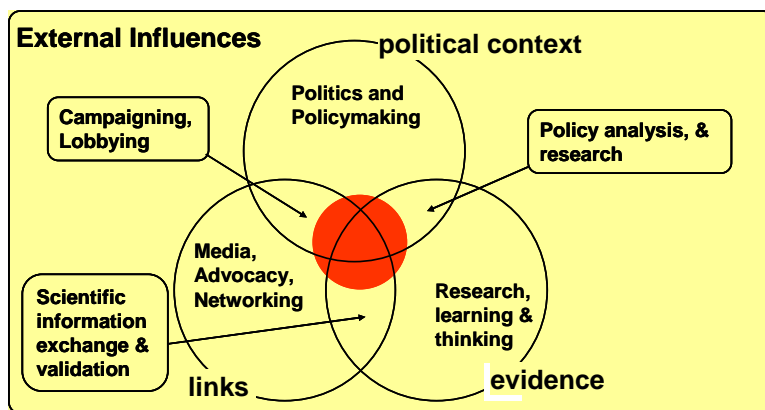 External Influences
political context
Politics and
Policymaking
Campaigning,
Lobbying
Policy analysis, &
research
Media,
Advocacy,
Networking
Scientific
information
exchange &
validation
Research,
learning &
thinking
links
evidence